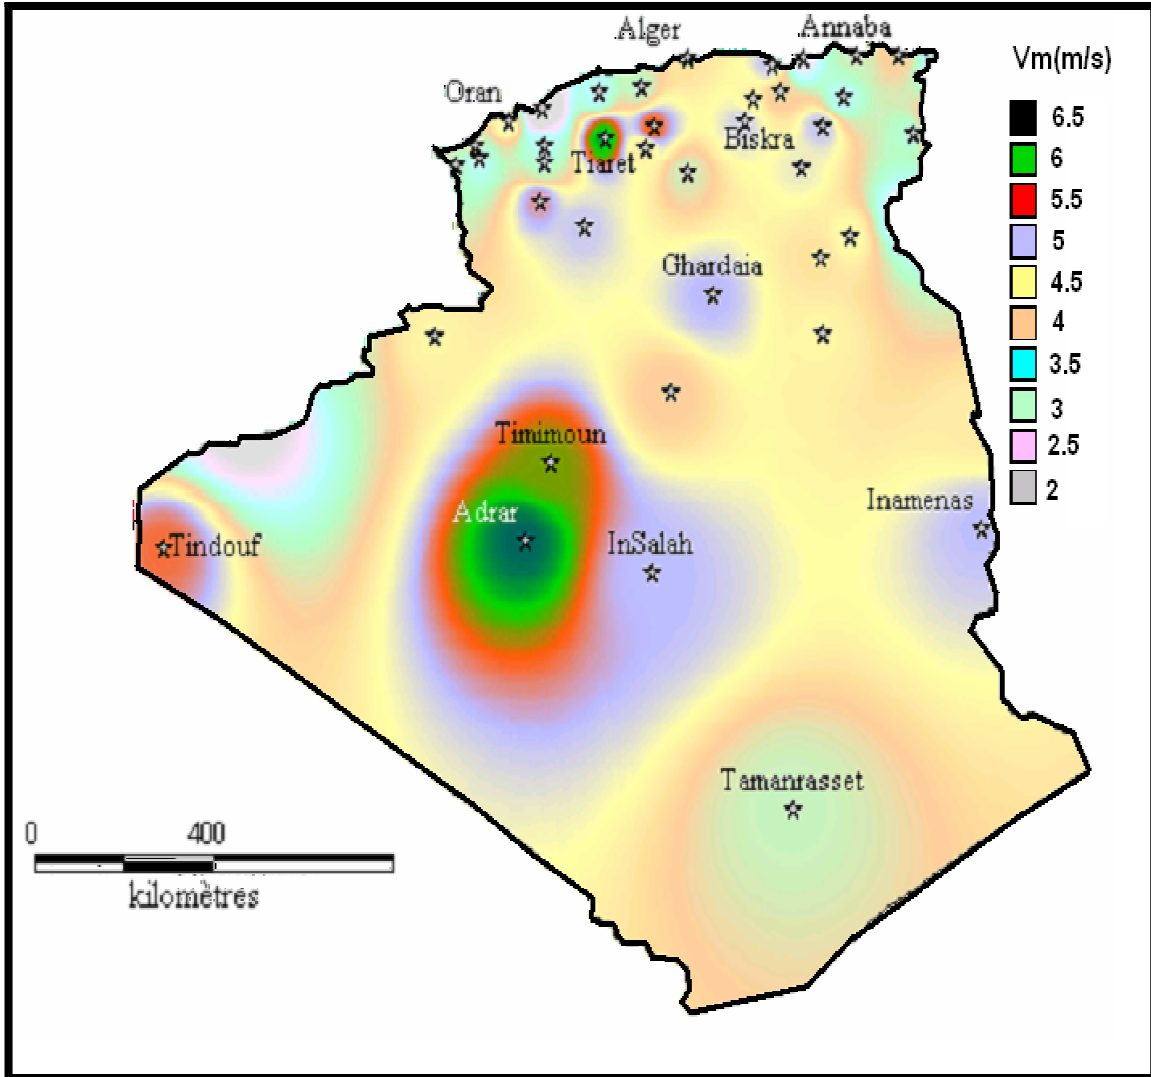 Alger
Annaba
Vm(m/s)
Oran
6.5
6
Biskra
Tiaret
5.5
5
Ghardaia
4.5
4
3.5
3
Timimoun
2.5
2
Inamenas
Adrar
InSalah
Tindouf
Tamanrasset
0 400
kilomètres